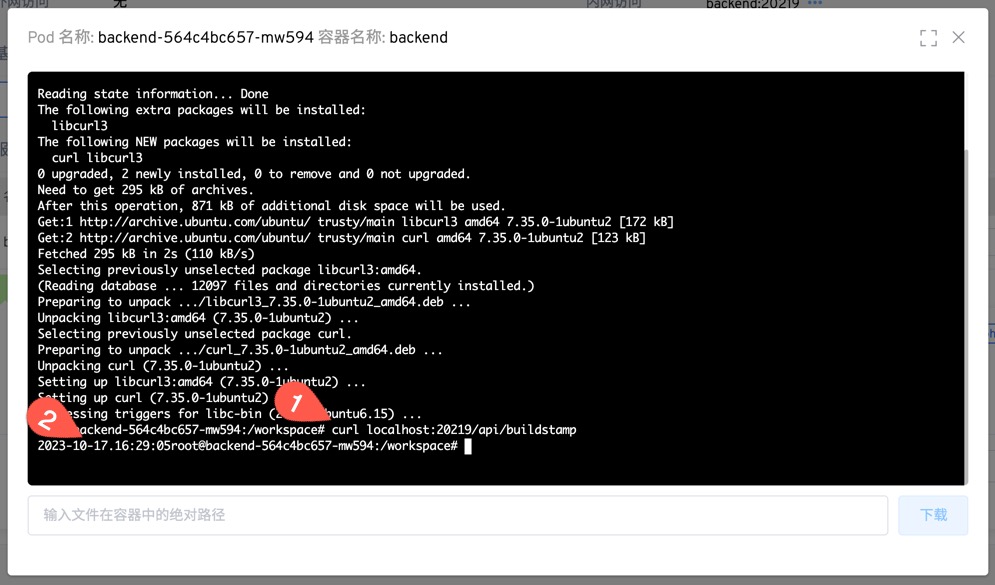 无
内网访问
backend:20219
Pod 名称: backend-564c4bc657-mw594 容器名称: backend
Reading state information... Done
The following extra packages will be installed:
libcurl3
The following NEW packages will be installed:
curl libcurl3
0 upgraded, 2 newly installed, 0 to remove and 0 not upgraded.
Need to get 295 kB of archives.
After this operation, 871 kB of additional disk space will be used.
Get:1 http://archive.ubuntu.com/ubuntu/ trusty/main libcurl3 amd64 7.35.0-1ubuntu2 [172 kB]
Get:2 http://archive.ubuntu.com/ubuntu/ trusty/main curl amd64 7.35.0-1ubuntu2 [123 kB]
Fetched 295 kB in 2s (110 kB/s)
Selecting previously unselected package libcurl3:amd64.
(Reading database ... 12097 files and directories currently installed.)
Preparing to unpack .../libcurl3_7.35.0-1ubuntu2_amd64.deb ...
Unpacking libcurl3:amd64 (7.35.0-1ubuntu2) ...
Selecting previously unselected package curl.
Preparing to unpack .../curl_7.35.0-1ubuntu2_amd64.deb ...
Unpacking curl (7.35.0-1ubuntu2) ...
Setting up libcurl3:amd64 (7.35.0-1ubuntu2) ...
Setting up curl (7.35.0-1ubuntu2)
1
essing triggers for libc-bin (2 buntu6.15) ...
2
ackend-564c4bc657-mw594:/workspace# curl localhost:20219/api/buildstamp
2023-10-17.16:29:05root@backend-564c4bc657-mw594:/workspace#
输入文件在容器中的绝对路径
下载